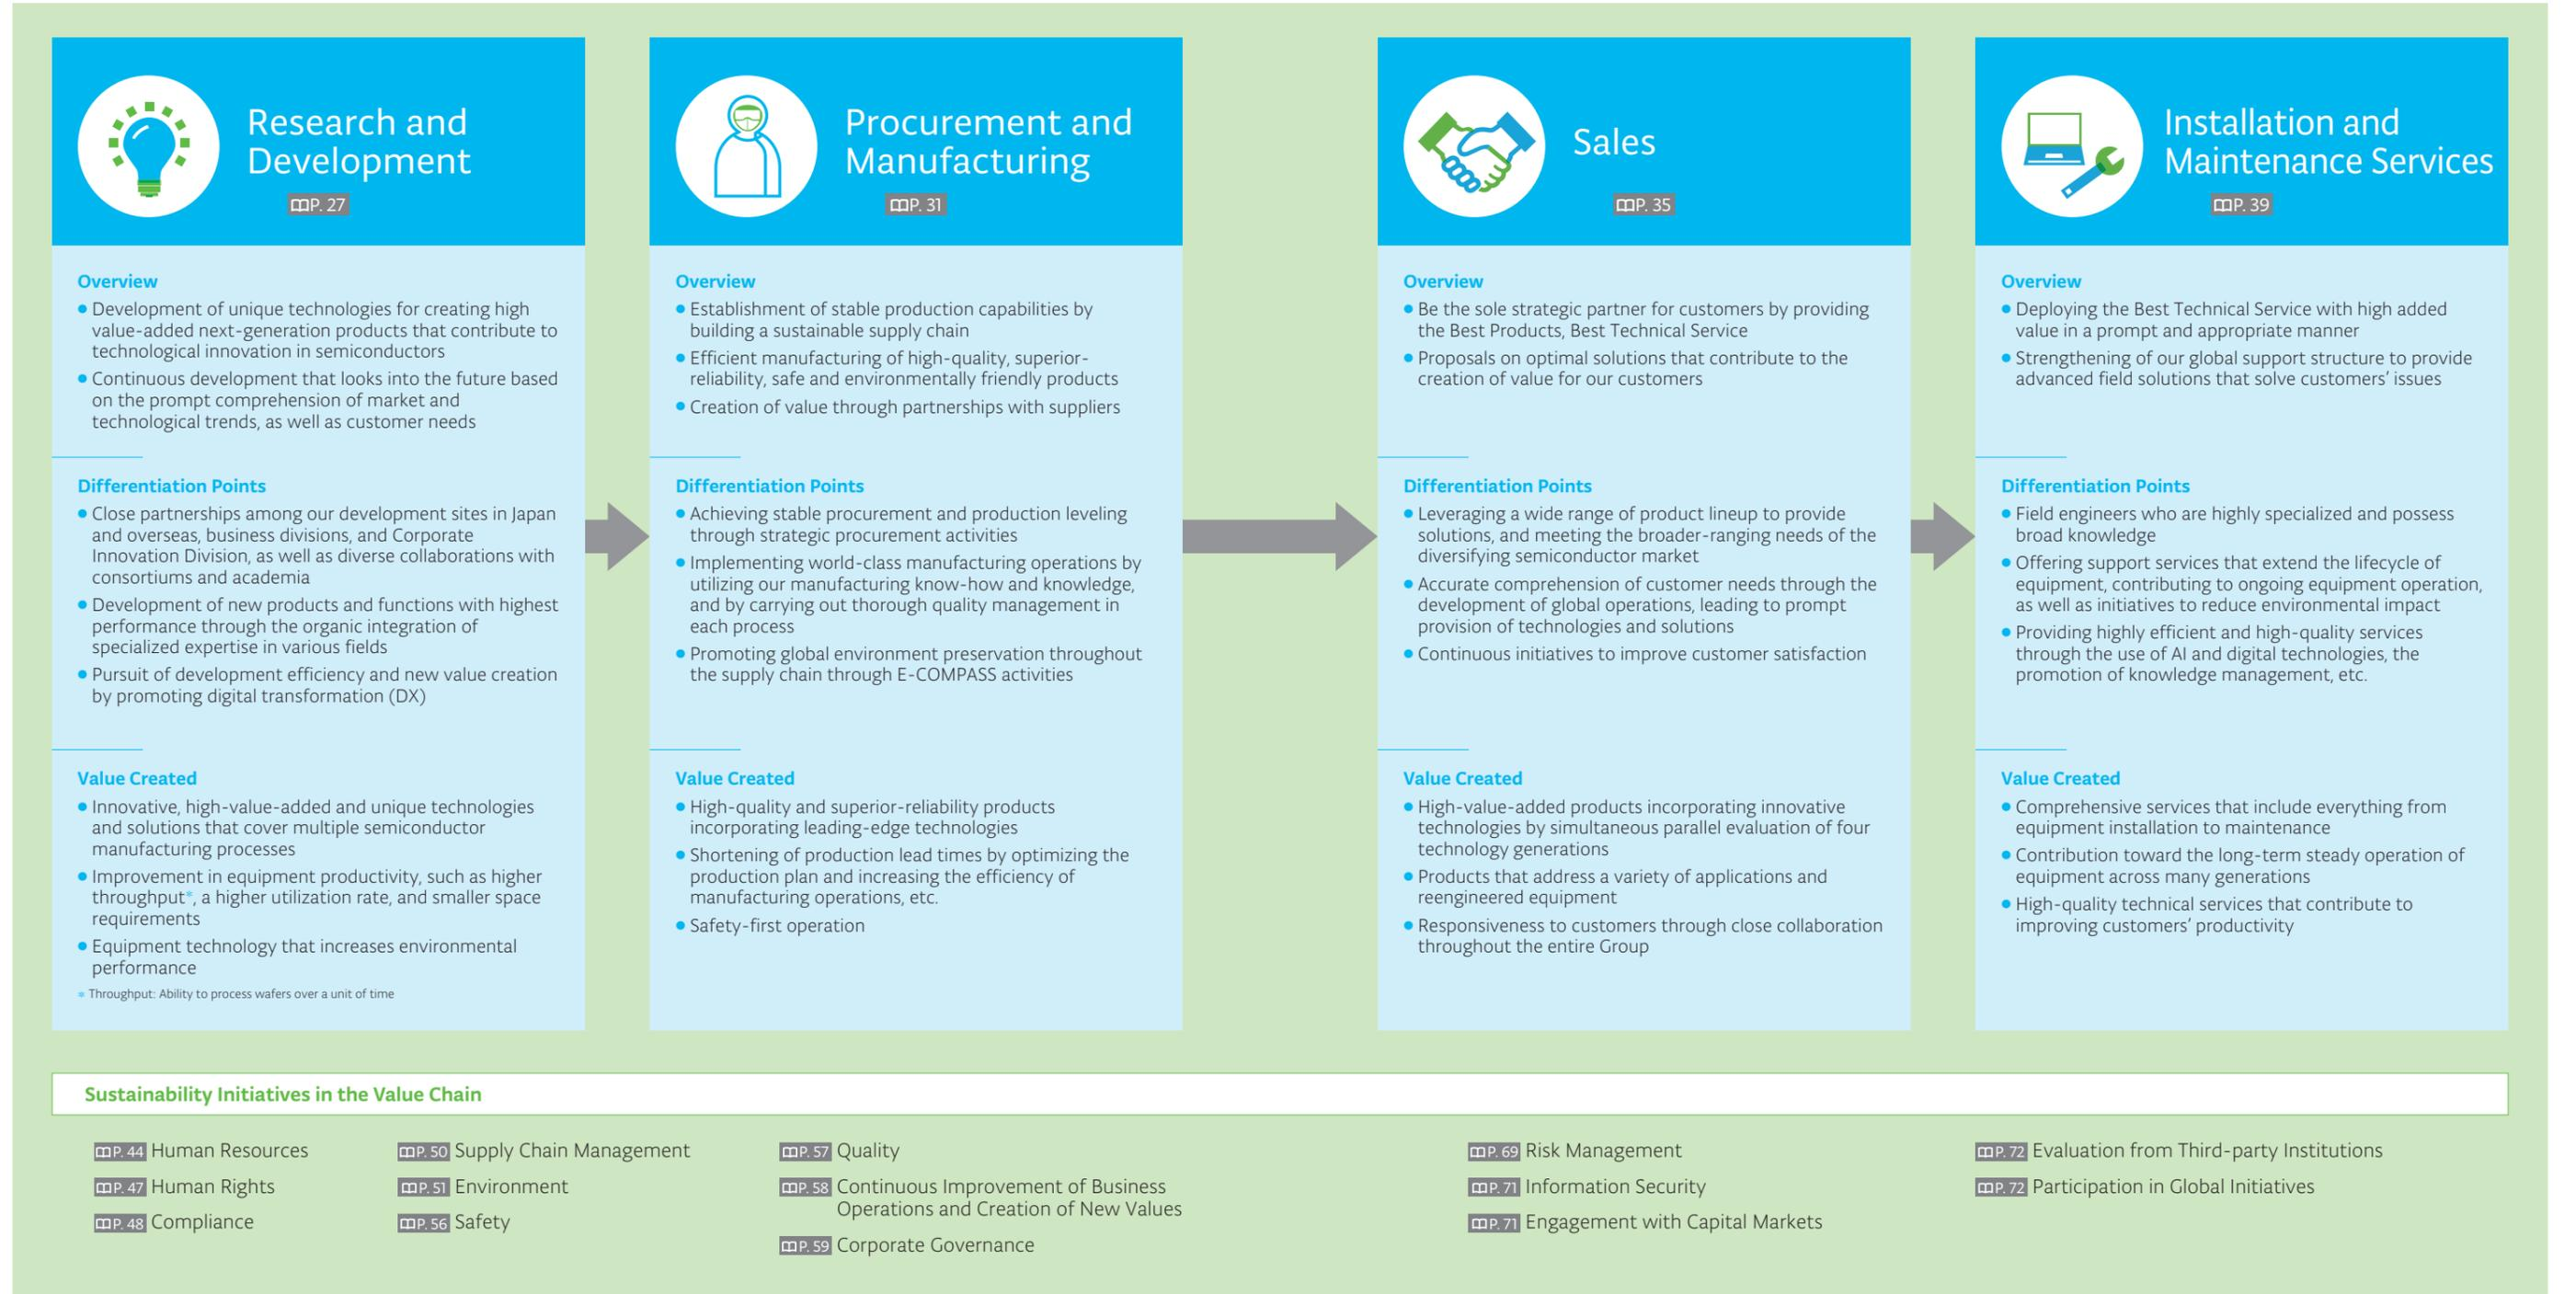 Research and
Development
P. 27
Overview
● Development of unique technologies for creating high
value-added next-generation products that contribute to
technological innovation in semiconductors
● Continuous development that looks into the future based
on the prompt comprehension of market and
technological trends, as well as customer needs
Differentiation Points
● Close partnerships among our development sites in Japan
and overseas, business divisions, and Corporate
Innovation Division, as well as diverse collaborations with
consortiums and academia
● Development of new products and functions with highest
performance through the organic integration of
specialized expertise in various fields
● Pursuit of development efficiency and new value creation
by promoting digital transformation (DX)
Value Created
● Innovative, high-value-added and unique technologies
and solutions that cover multiple semiconductor
manufacturing processes
● Improvement in equipment productivity, such as higher
throughput*, a higher utilization rate, and smaller space
requirements
● Equipment technology that increases environmental
performance
* Throughput: Ability to process wafers over a unit of time
Procurement and
Manufacturing
P. 31
Overview
● Establishment of stable production capabilities by
building a sustainable supply chain
● Efficient manufacturing of high-quality, superior-
reliability, safe and environmentally friendly products
● Creation of value through partnerships with suppliers
Differentiation Points
● Achieving stable procurement and production leveling
through strategic procurement activities
● Implementing world-class manufacturing operations by
utilizing our manufacturing know-how and knowledge,
and by carrying out thorough quality management in
each process
● Promoting global environment preservation throughout
the supply chain through E-COMPASS activities
Value Created
● High-quality and superior-reliability products
incorporating leading-edge technologies
● Shortening of production lead times by optimizing the
production plan and increasing the efficiency of
manufacturing operations, etc.
● Safety-first operation
Sales
P. 35
Overview
● Be the sole strategic partner for customers by providing
the Best Products, Best Technical Service
● Proposals on optimal solutions that contribute to the
creation of value for our customers
Differentiation Points
● Leveraging a wide range of product lineup to provide
solutions, and meeting the broader-ranging needs of the
diversifying semiconductor market
● Accurate comprehension of customer needs through the
development of global operations, leading to prompt
provision of technologies and solutions
● Continuous initiatives to improve customer satisfaction
Value Created
● High-value-added products incorporating innovative
technologies by simultaneous parallel evaluation of four
technology generations
● Products that address a variety of applications and
reengineered equipment
● Responsiveness to customers through close collaboration
throughout the entire Group
Installation and
Maintenance Services
P. 39
Overview
● Deploying the Best Technical Service with high added
value in a prompt and appropriate manner
● Strengthening of our global support structure to provide
advanced field solutions that solve customers' issues
Differentiation Points
● Field engineers who are highly specialized and possess
broad knowledge
● Offering support services that extend the lifecycle of
equipment, contributing to ongoing equipment operation,
as well as initiatives to reduce environmental impact
● Providing highly efficient and high-quality services
through the use of AI and digital technologies, the
promotion of knowledge management, etc.
Value Created
● Comprehensive services that include everything from
equipment installation to maintenance
● Contribution toward the long-term steady operation of
equipment across many generations
● High-quality technical services that contribute to
improving customers' productivity
Sustainability Initiatives in the Value Chain
P. 44 Human Resources
P. 47 Human Rights
P. 48 Compliance
P. 50 Supply Chain Management
P. 51 Environment
P. 56 Safety
P. 57 Quality
P. 58 Continuous Improvement of Business
Operations and Creation of New Values
P. 59 Corporate Governance
P. 69 Risk Management
P. 71 Information Security
P. 71 Engagement with Capital Markets
P. 72 Evaluation from Third-party Institutions
P. 72 Participation in Global Initiatives